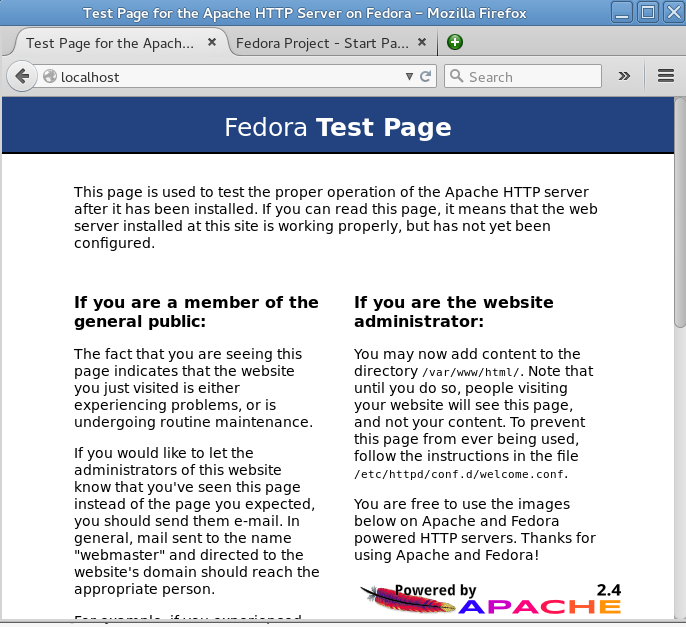 Test Page for the Apache HTTP Server on Fedora – Mozilla Firefox
Test Page for the Apach...
Fedora Project - Start Pa...
localhost
Search
Fedora Test Page
This page is used to test the proper operation of the Apache HTTP server
after it has been installed. If you can read this page, it means that the web
server installed at this site is working properly, but has not yet been
configured.
If you are a member of the
general public:
The fact that you are seeing this
page indicates that the website
you just visited is either
experiencing problems, or is
undergoing routine maintenance.
If you would like to let the
administrators of this website
know that you've seen this page
instead of the page you expected,
you should send them e-mail. In
general, mail sent to the name
"webmaster" and directed to the
website's domain should reach the
appropriate person.
For example, if you experienced
If you are the website
administrator:
You may now add content to the
directory /var/www/html/. Note that
until you do so, people visiting
your website will see this page,
and not your content. To prevent
this page from ever being used,
follow the instructions in the file
/etc/httpd/conf.d/welcome.conf.
You are free to use the images
below on Apache and Fedora
powered HTTP servers. Thanks for
using Apache and Fedora!
Powered by 2.4
APACHE